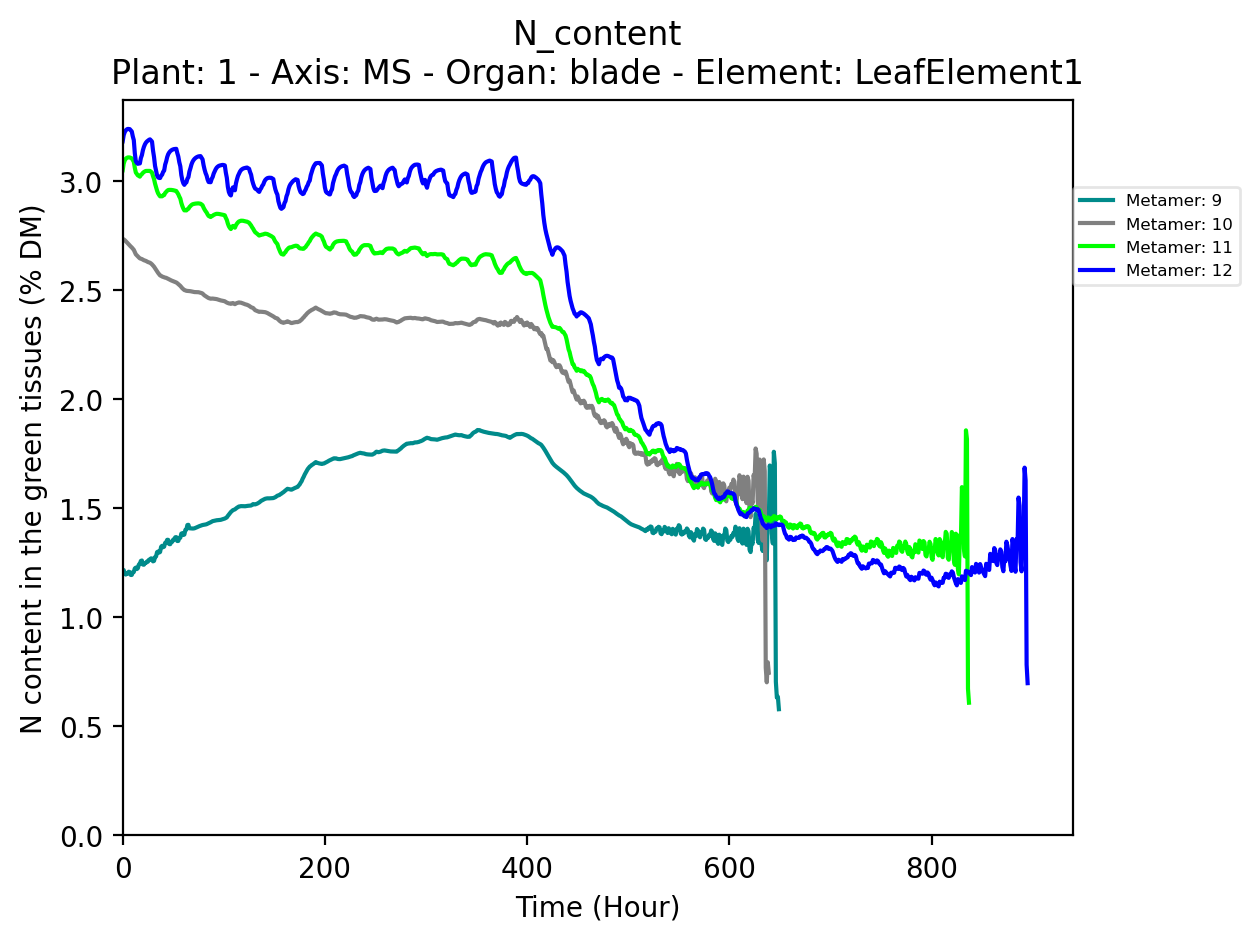 N_content
Plant: 1 - Axis: MS - Organ: blade - Element: LeafElement1
N content in the green tissues (% DM)
3.0
2.5
2.0
1.5
1.0
0.5
0.0
0
200
400
600
800
Time (Hour)
Metamer: 9
Metamer: 10
Metamer: 11
Metamer: 12